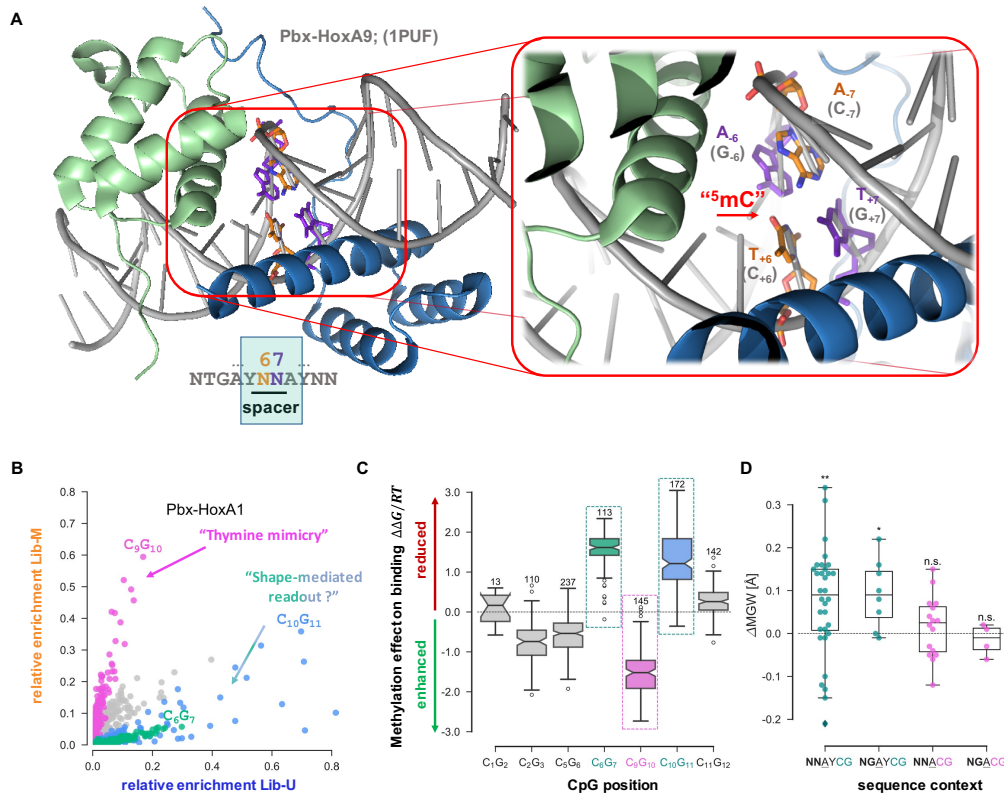 A
Pbx-HoxA9; (1PUF)
A-7
(C-7)
A-6
(G-6)
"5mC"
T+7
(G+7)
T+6
(C+6)
67
NTGAYNNAYNN
spacer
B
Pbx-HoxA1
C9G10
"Thymine mimicry"
"Shape-mediated
readout ?"
C10G11
C6G7
relative enrichment Lib-M
0.8
0.7
0.6
0.5
0.4
0.3
0.2
0.1
0.0
0.0 0.2 0.4 0.6 0.8
relative enrichment Lib-U
C
Methylation effect on binding ΔΔG/RT
reduced
enhanced
3.0
2.0
1.0
0.0
-1.0
-2.0
-3.0
13 110 237 113 145 172 142
C1G2 C2G3 C5G6 C6G7 C9G10 C10G11 C11G12
CpG position
D
ΔMGW [Å]
0.3
0.2
0.1
0.0
-0.1
-0.2
** * n.s. n.s.
NNAYCG NGAYCG NNACG NGACG
sequence context